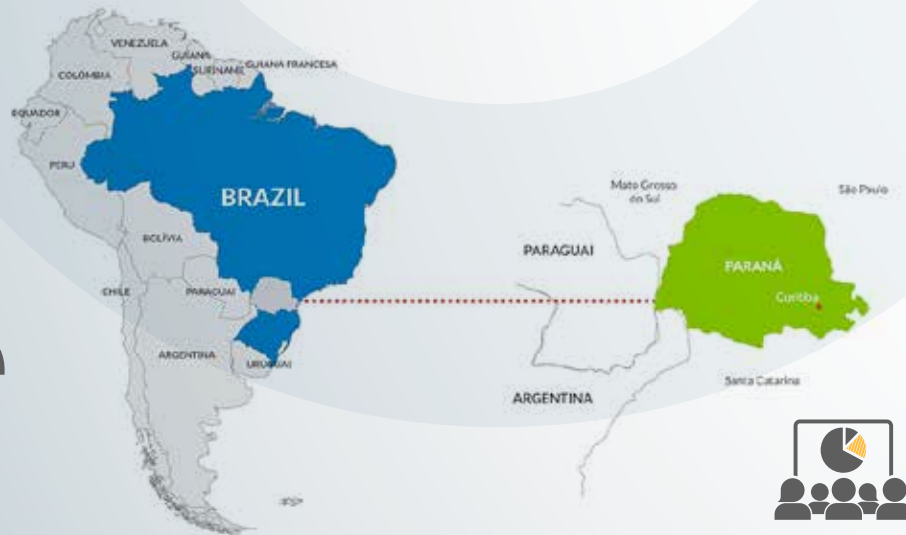 VENEZUELA
GUIANA
SURINAME
GUIANA FRANCESA
COLÔMBIA
EQUADOR
PERU
BRAZIL
BOLÍVIA
CHILE
PARAGUAI
ARGENTINA
URUGUAI
Mato Grosso
do Sul
São Paulo
PARAGUAI
PARANÁ
Curitiba
Santa Catarina
ARGENTINA